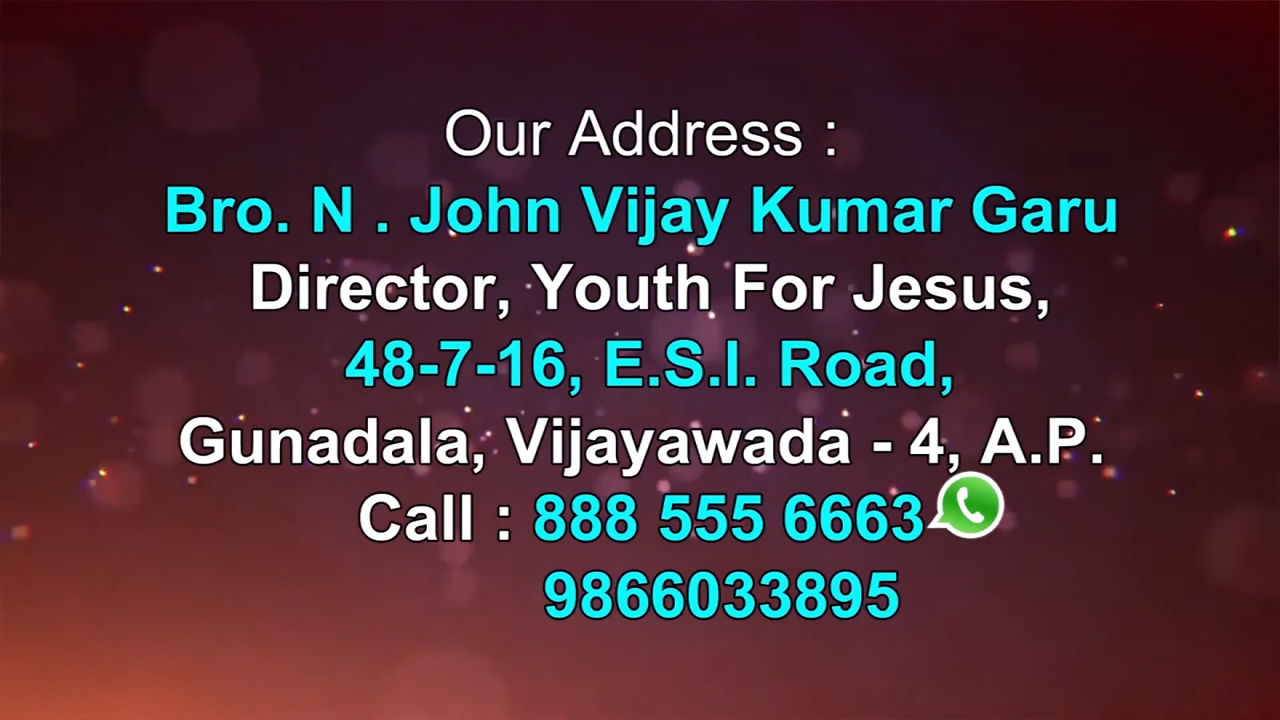 Our Address :
Bro. N . John Vijay Kumar Garu
Director, Youth For Jesus,
48-7-16, E.S.I. Road,
Gunadala, Vijayawada - 4, A.P.
Call : 888 555 6663
9866033895